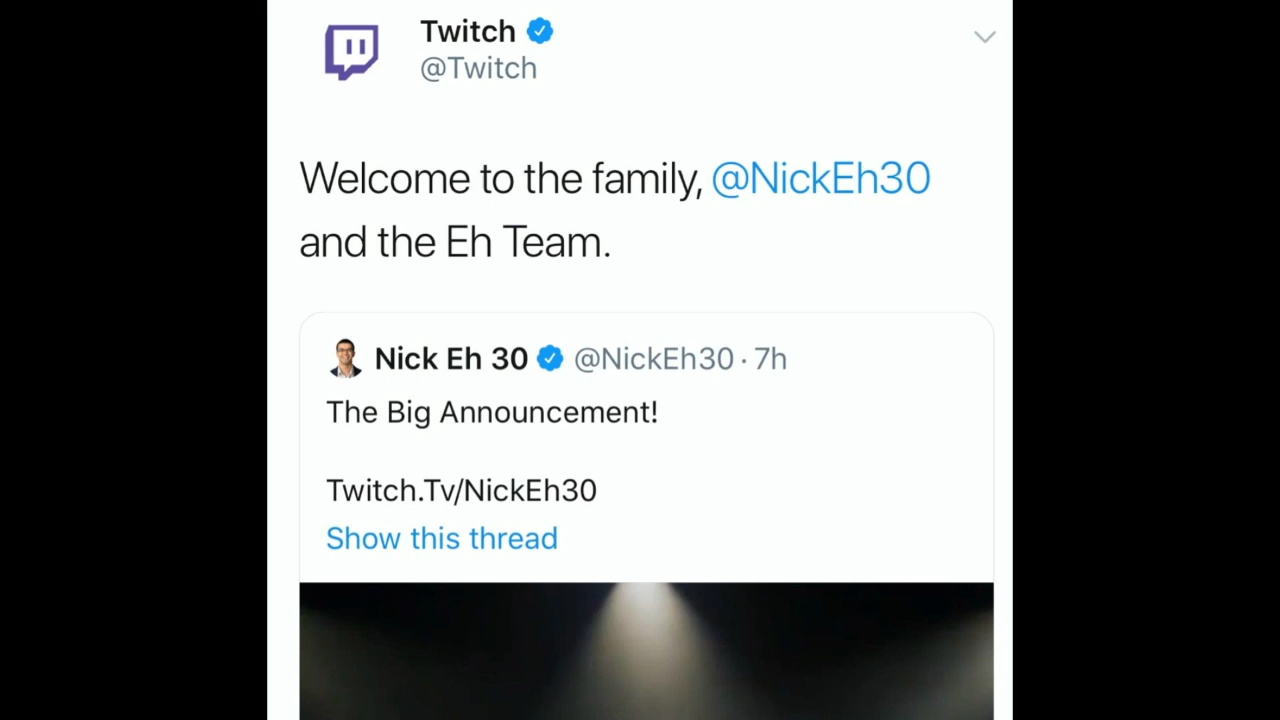 Twitch
@Twitch
Welcome to the family, @NickEh30
and the Eh Team.
Nick Eh 30 @NickEh30 · 7h
The Big Announcement!
Twitch.Tv/NickEh30
Show this thread